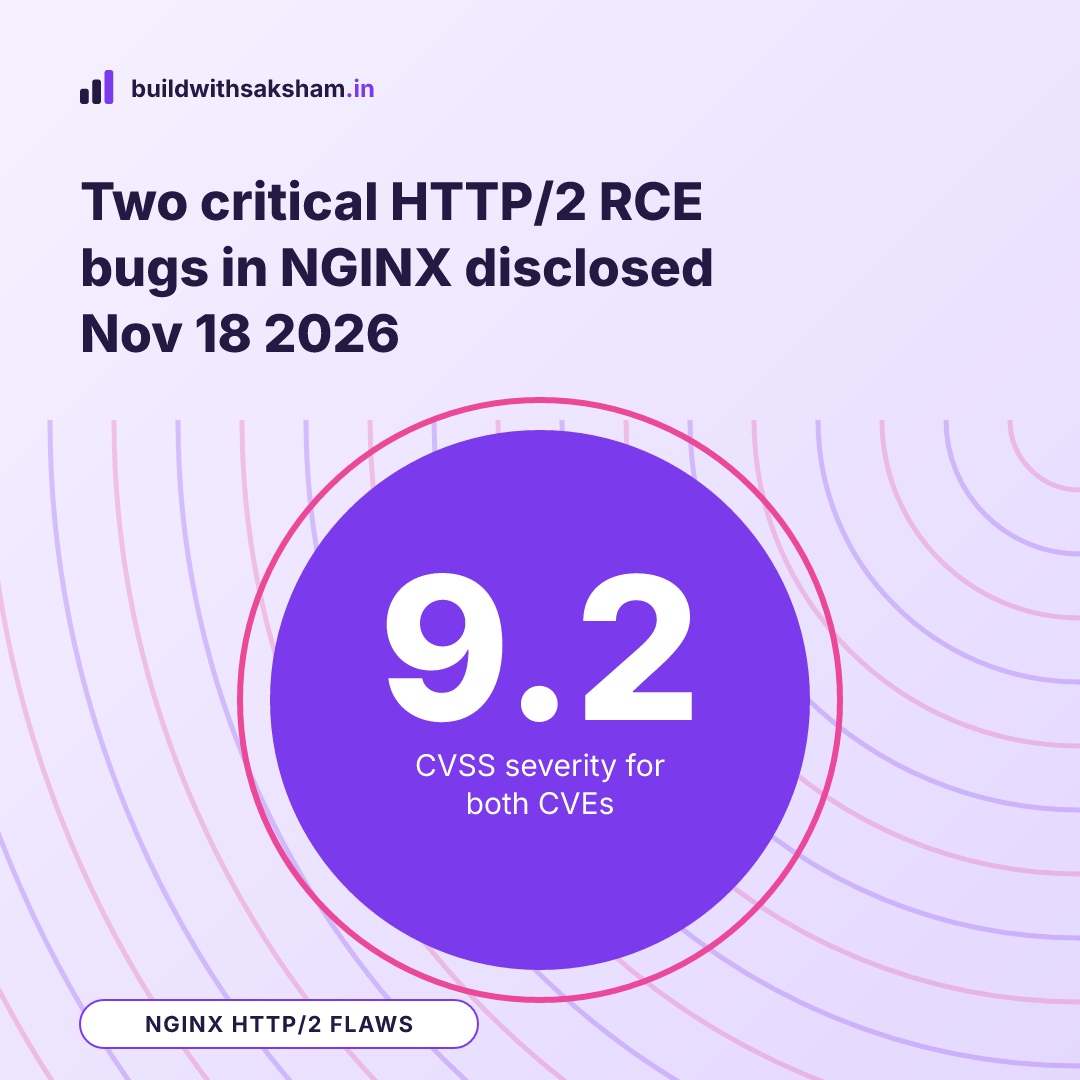 buildwithsaksham.in
Two critical HTTP/2 RCE
bugs in NGINX disclosed
Nov 18 2026
9.2
CVSS severity for
both CVEs
NGINX HTTP/2 FLAWS